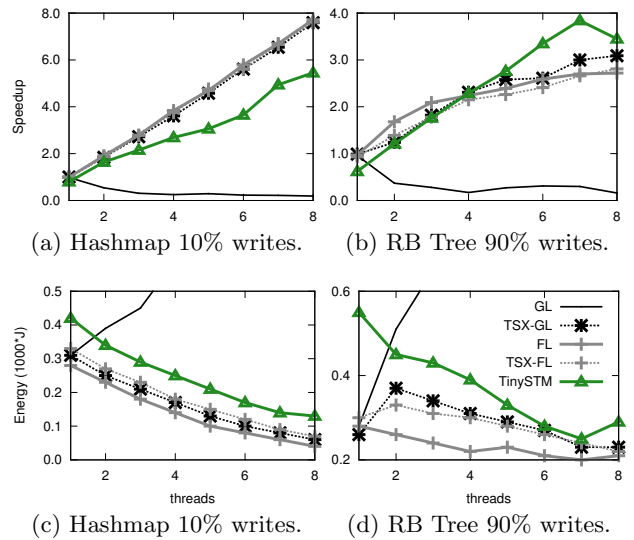 8.0
6.0
4.0
2.0
0.0
Speedup
2 4 6 8
(a) Hashmap 10% writes.
4.0
3.0
2.0
1.0
0.0
2 4 6 8
(b) RB Tree 90% writes.
0.5
0.4
0.3
0.2
0.1
0.0
Energy (1000*J)
2 4 6 8
threads
(c) Hashmap 10% writes.
0.6
0.4
0.2
GL
TSX-GL
FL
TSX-FL
TinySTM
2 4 6 8
threads
(d) RB Tree 90% writes.